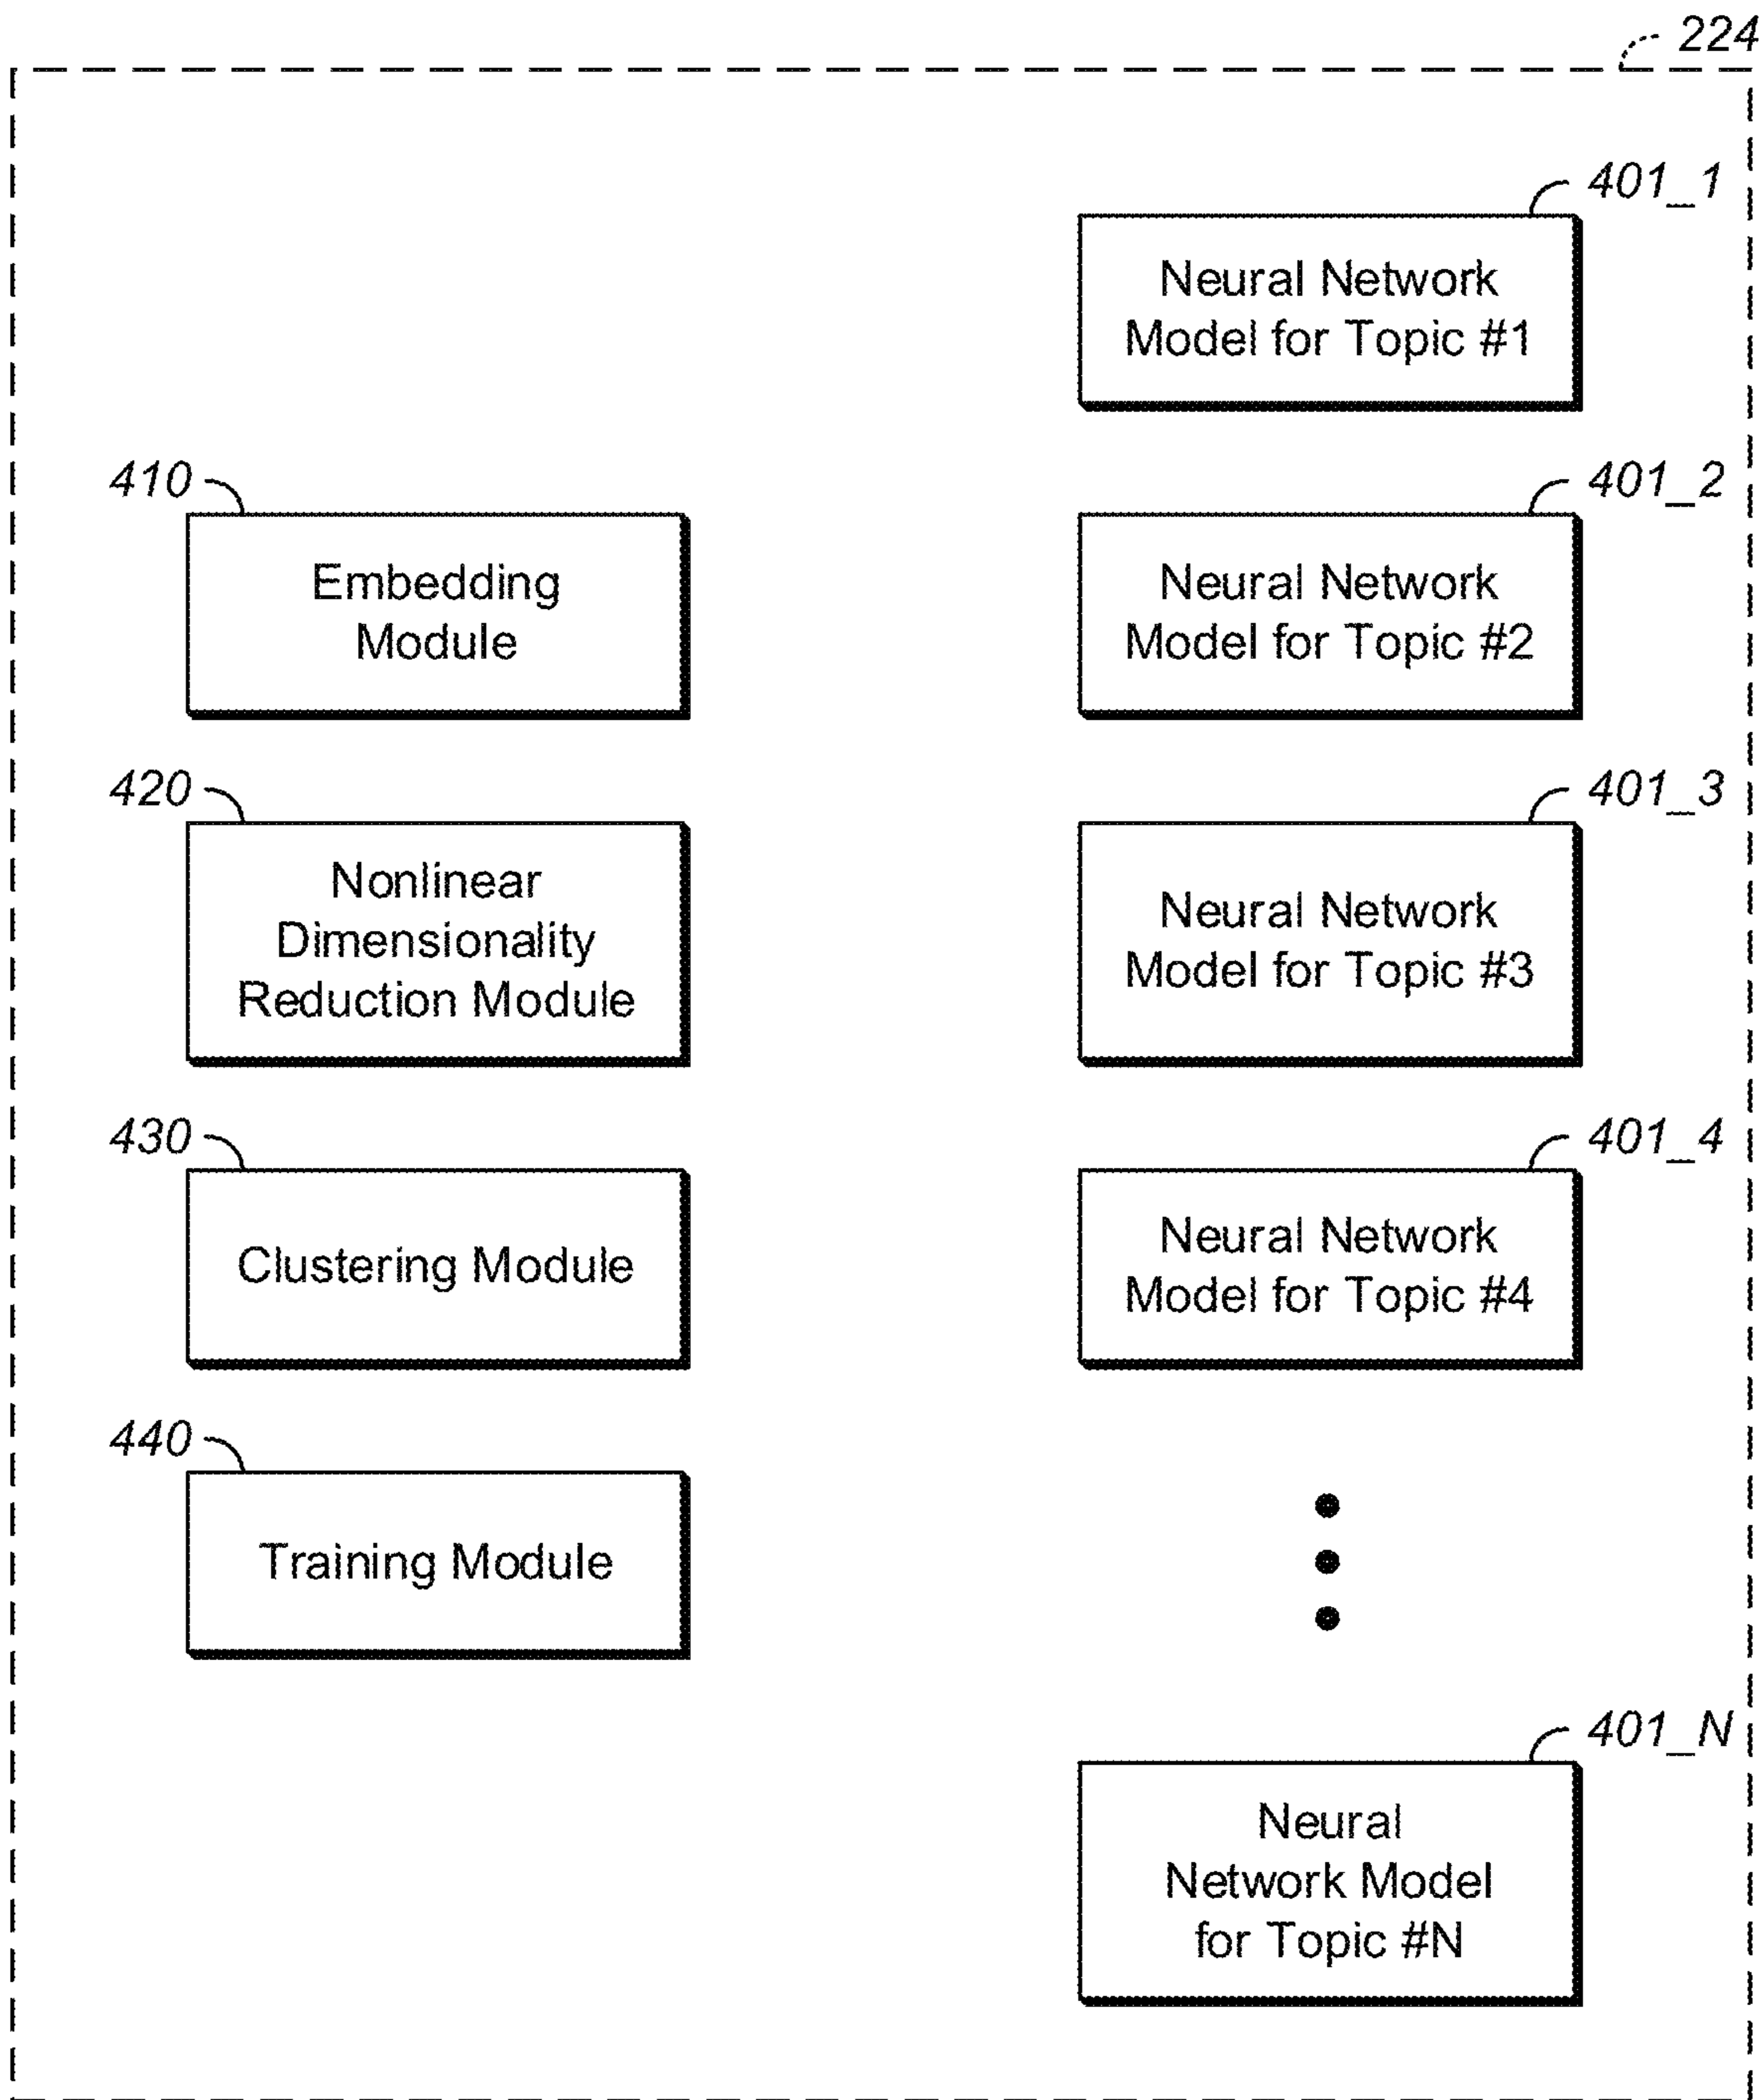 224
401_1
Neural Network
Model for Topic #1
410
Embedding
Module
401_2
Neural Network
Model for Topic #2
420
Nonlinear
Dimensionality
Reduction Module
401_3
Neural Network
Model for Topic #3
430
Clustering Module
401_4
Neural Network
Model for Topic #4
440
Training Module
401_N
Neural
Network Model
for Topic #N